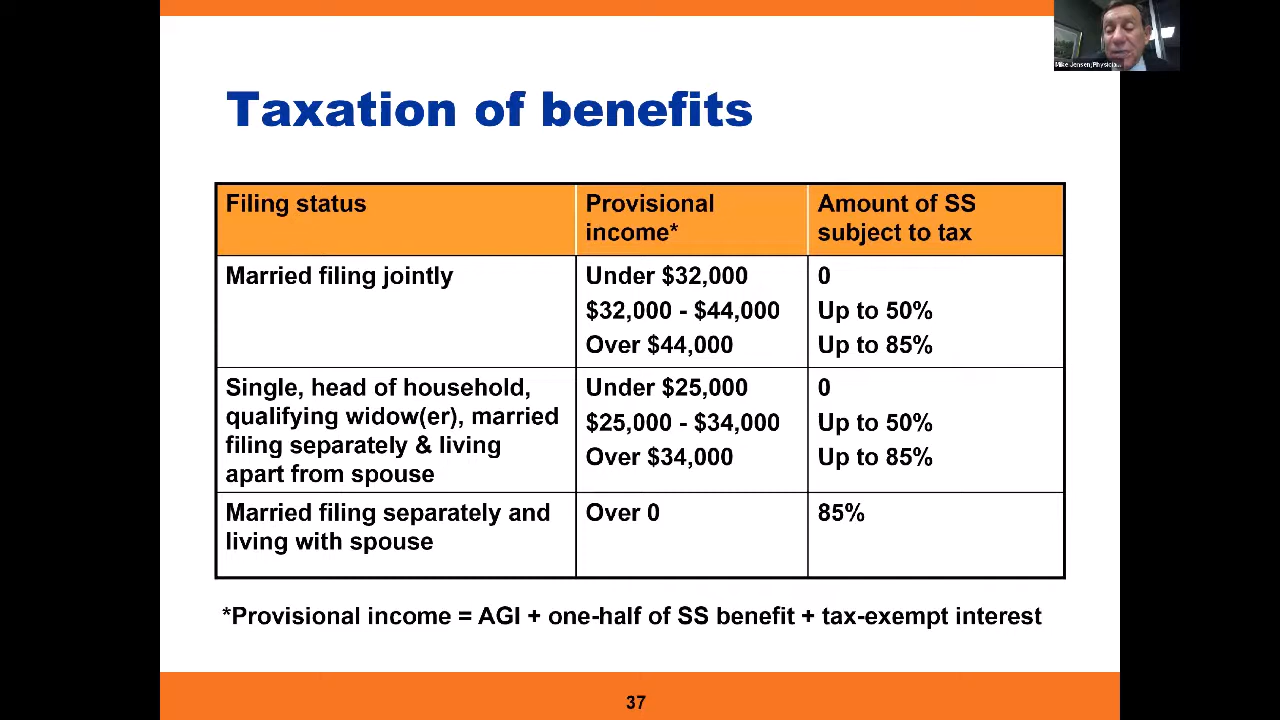 Mike Jensen, Physicia...
Taxation of benefits
Filing status
Provisional
income*
Amount of SS
subject to tax
Married filing jointly
Under $32,000
0
$32,000 - $44,000
Up to 50%
Over $44,000
Up to 85%
Single, head of household,
qualifying widow(er), married
filing separately & living
apart from spouse
Under $25,000
0
$25,000 - $34,000
Up to 50%
Over $34,000
Up to 85%
Married filing separately and
living with spouse
Over 0
85%
*Provisional income = AGI + one-half of SS benefit + tax-exempt interest
37